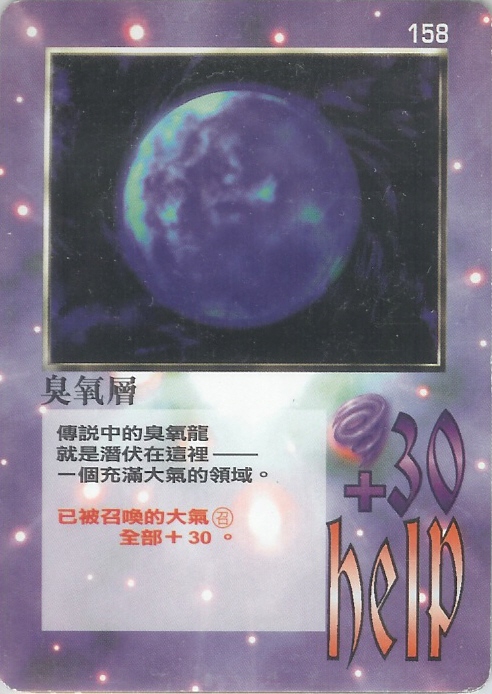 158
臭氧層
傳說中的臭氧龍
就是潛伏在這裡——
一個充滿大氣的領域。
已被召喚的大氣㊂召
全部＋30。
+30
help